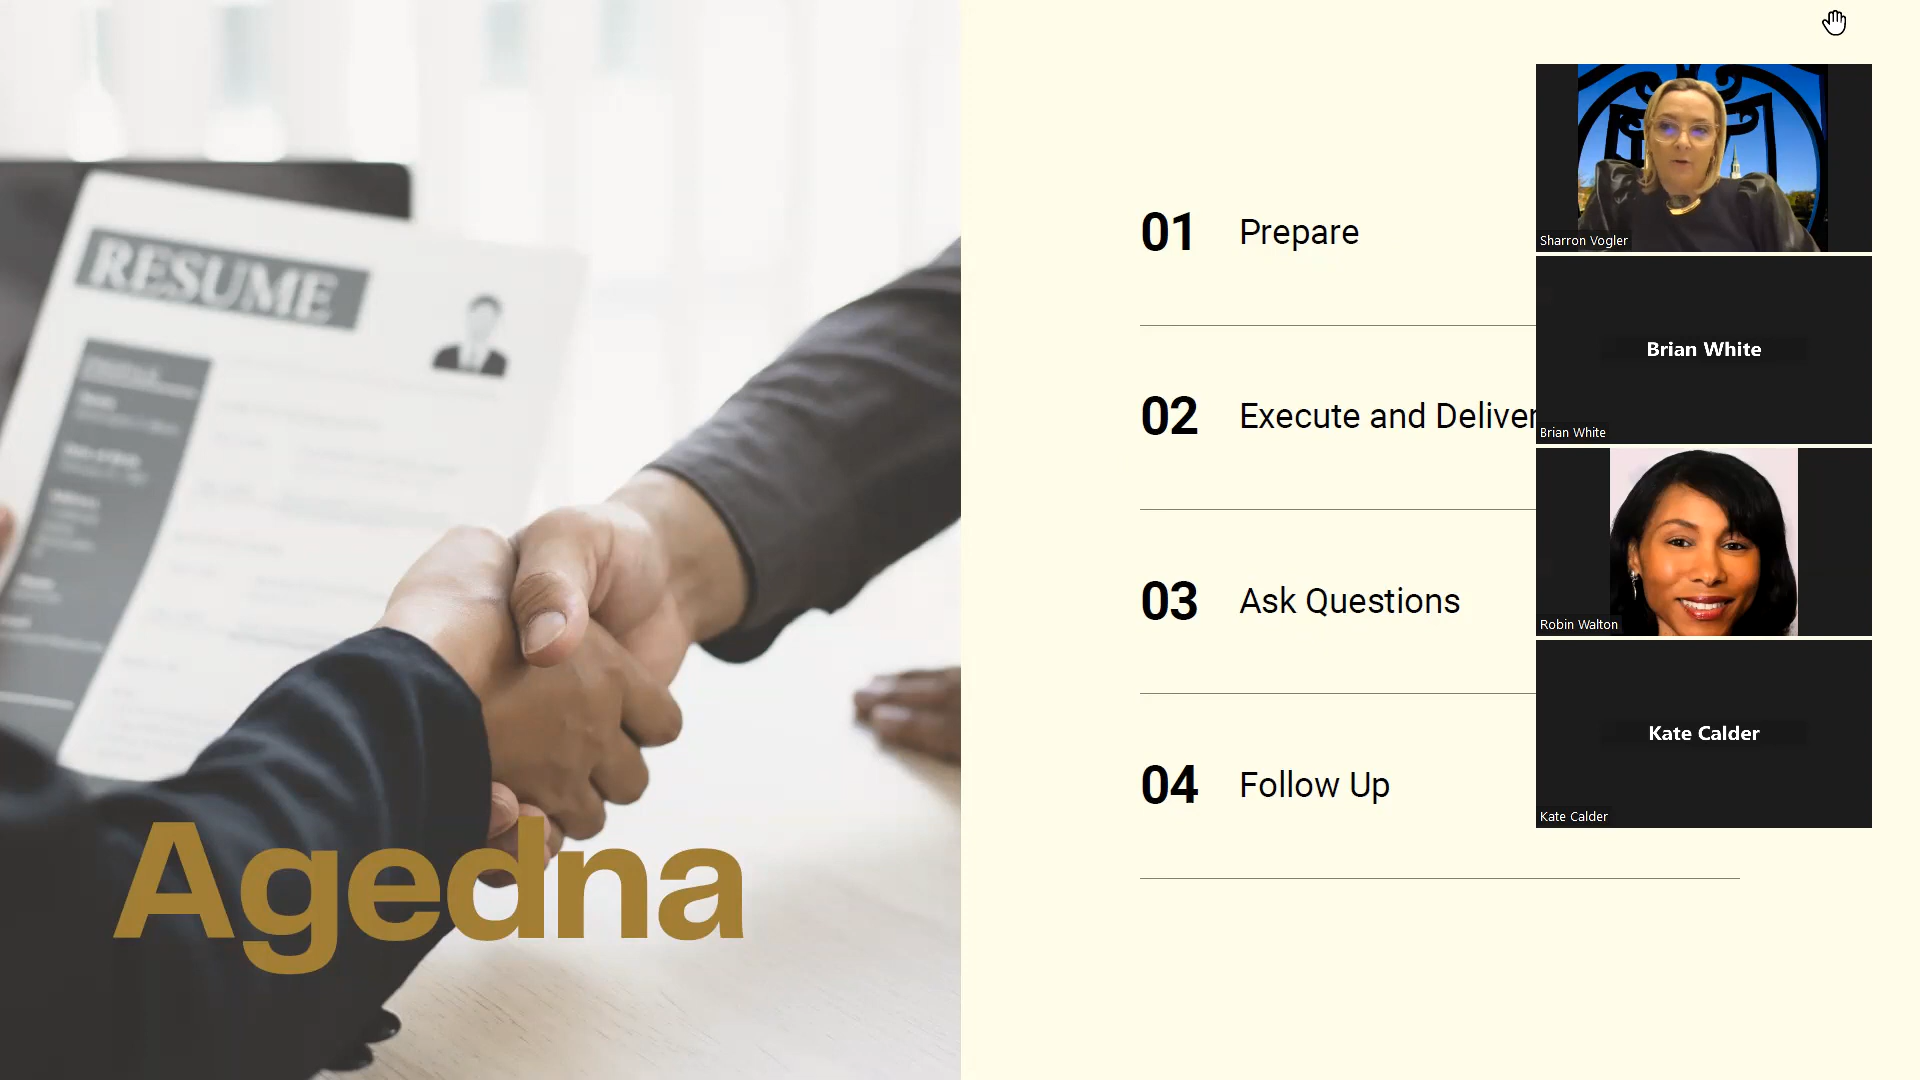 RESUME
Agedna
01 Prepare
02 Execute and Deliver
03 Ask Questions
04 Follow Up
Sharron Vogler
Brian White
Brian White
Robin Walton
Kate Calder
Kate Calder